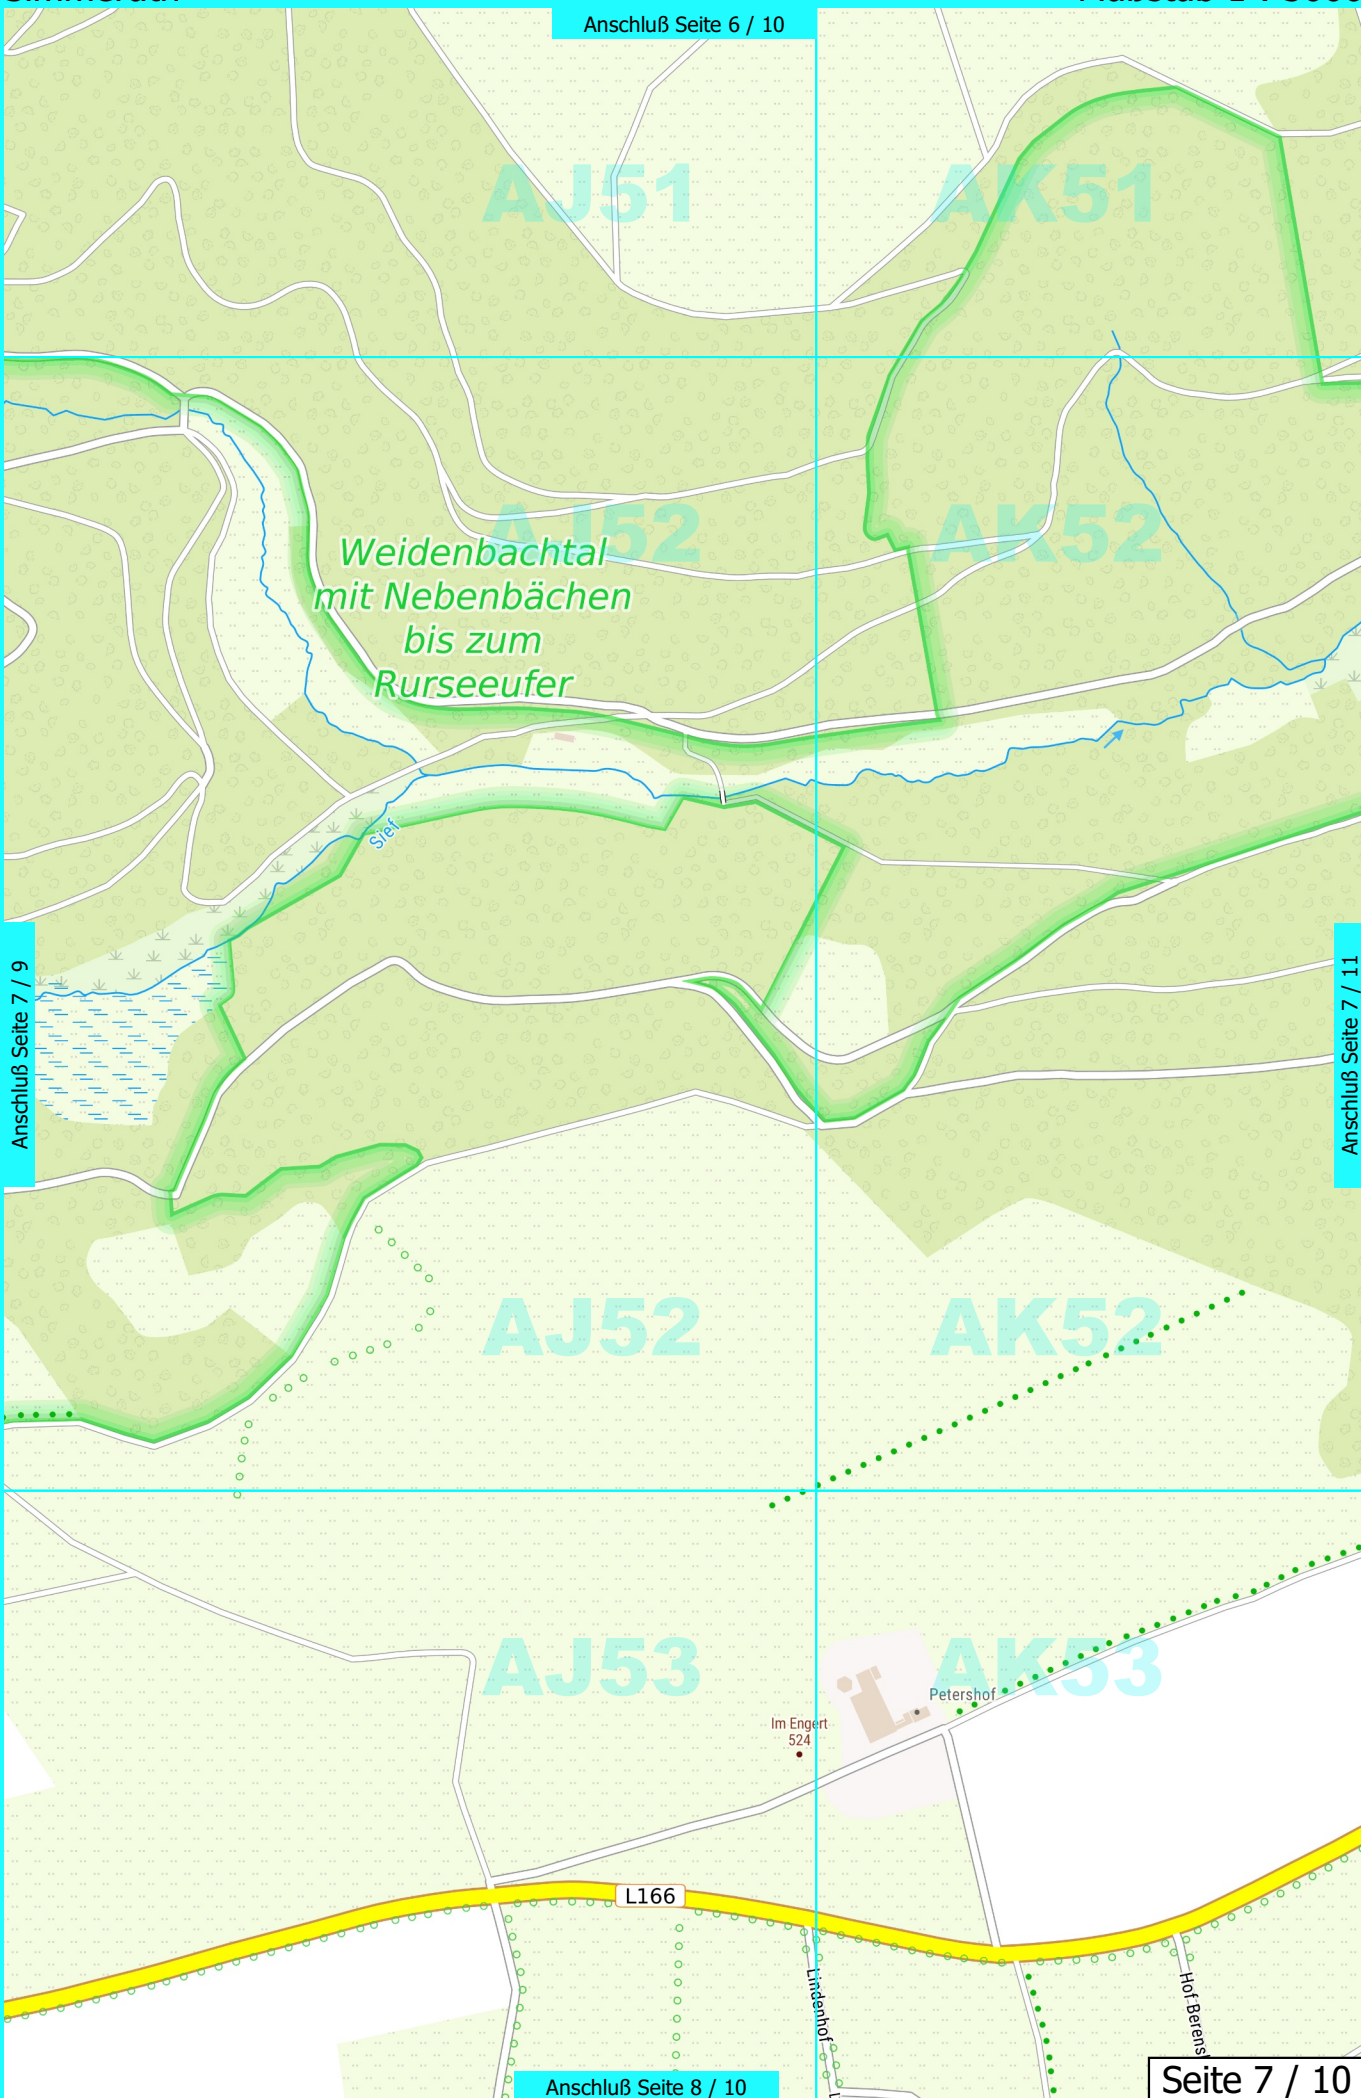 Anschluß Seite 6 / 10
AJ51
AK51
AJ52
AK52
Weidenbachtal
mit Nebenbächen
bis zum
Rurseeufer
Sief
Anschluß Seite 7 / 9
Anschluß Seite 7 / 11
AJ52
AK52
AJ53
AK53
Petershof
Im Engert
524
L166
Lindenhof
Anschluß Seite 8 / 10
Seite 7 / 10